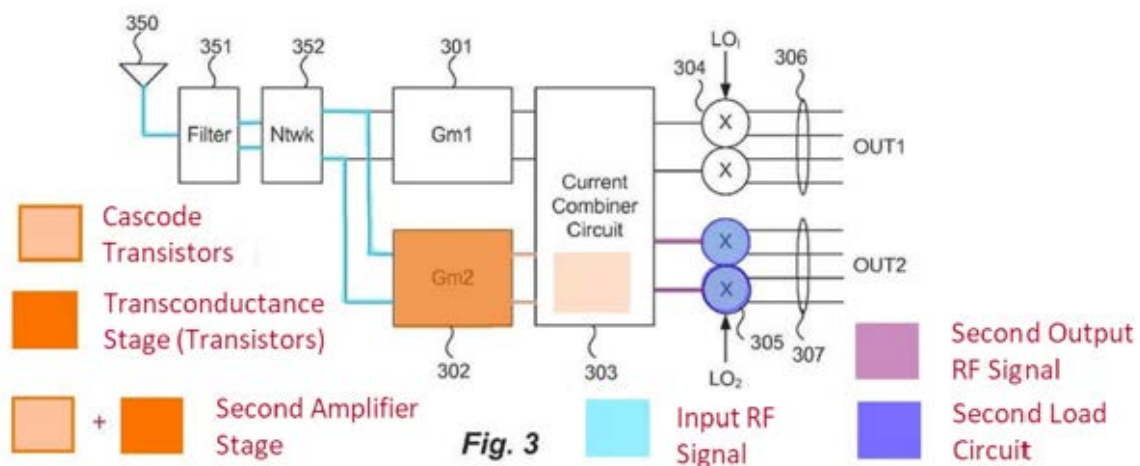 350
351
352
301
304
LO₁
306
Filter
Ntwk
Gm1
X
X
OUT1
Current
Combiner
Circuit
Cascode
Transistors
Gm2
X
X
OUT2
Transconductance
Stage (Transistors)
302
303
305
LO₂
307
Second Output
RF Signal
+
Second Amplifier
Stage
Fig. 3
Input RF
Signal
Second Load
Circuit